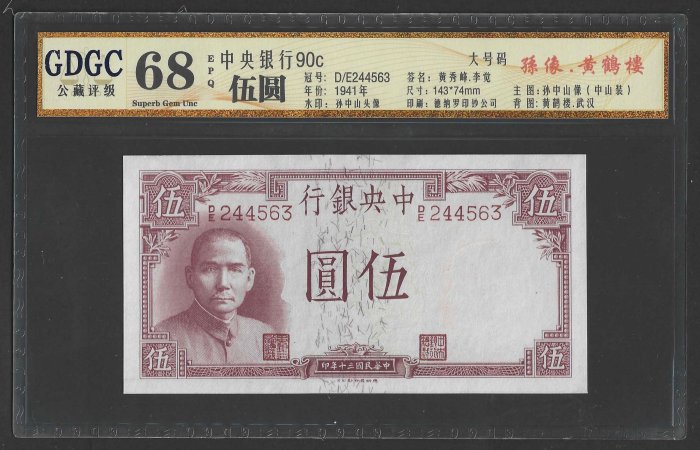 GDGC
公藏评级
68
EPQ
Superb Gem Unc
中央银行90c
伍圆
冠号: D/E244563
年份: 1941年
水印: 孙中山头像
签名: 黄秀峰.李觉
尺寸: 143*74mm
印刷: 德纳罗印钞公司
大号码
孫像.黄鹤樓
主图:孙中山像(中山装)
背图:黄鹤楼.武汉
伍
行銀央中
伍
D/E 244563
D/E 244563
圓伍
伍
印年十三國民華中
伍